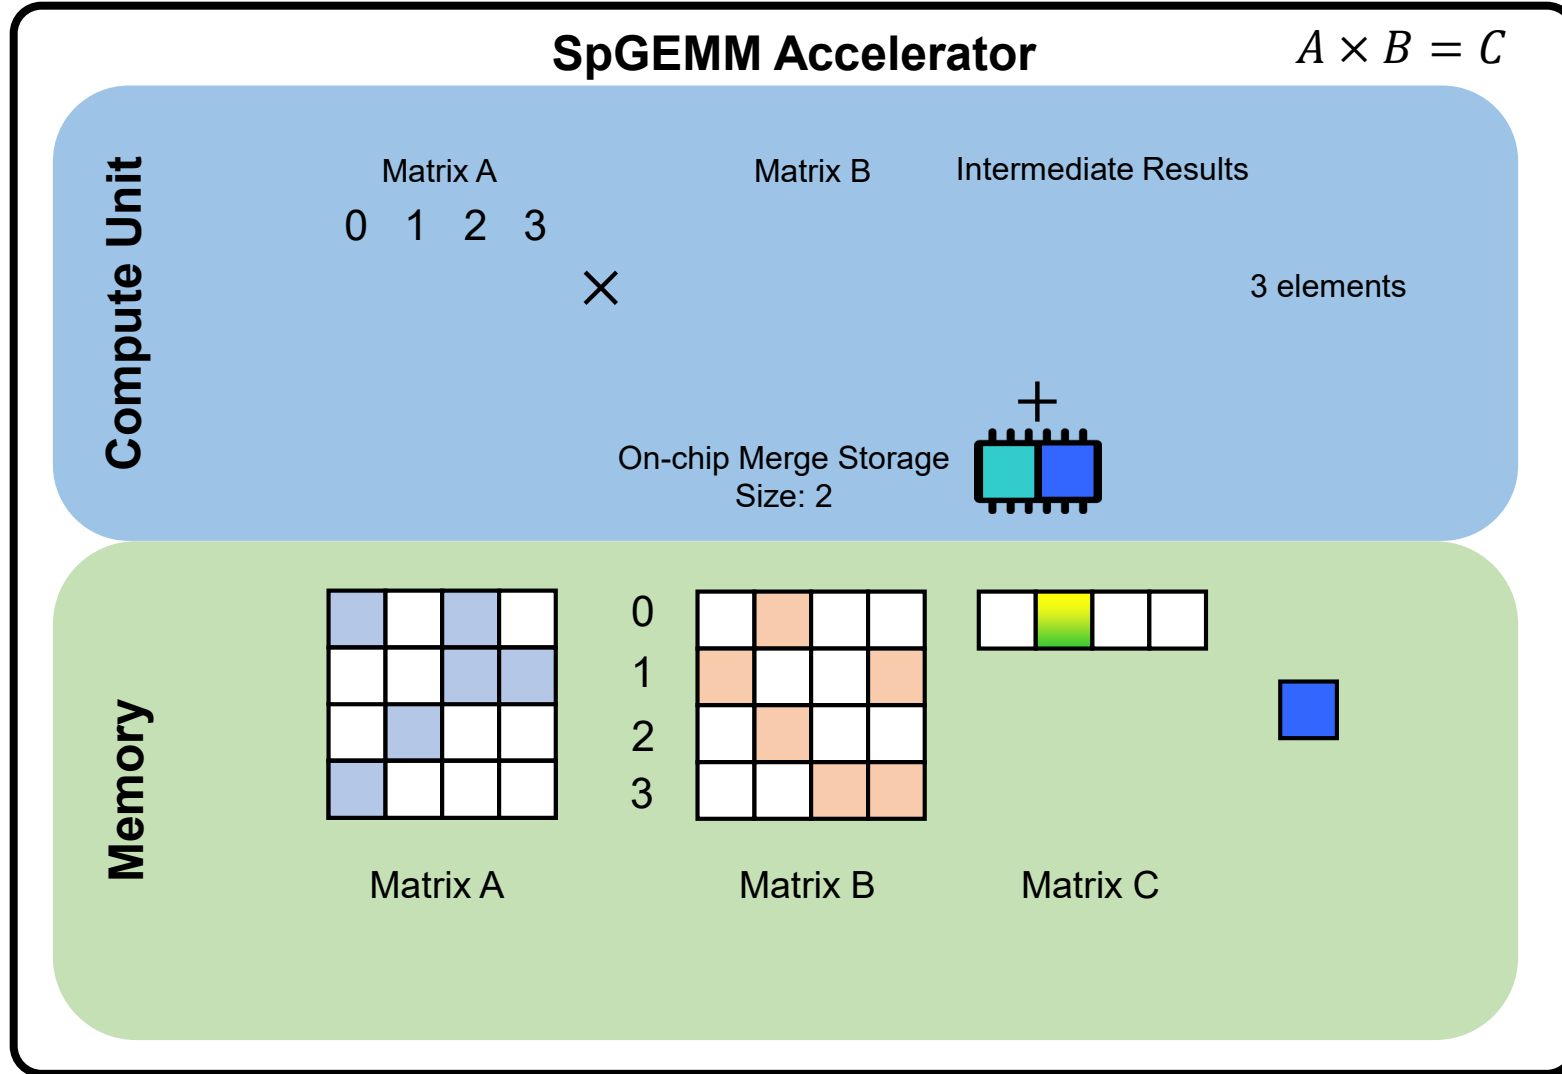 SpGEMM Accelerator
A × B = C
Compute Unit
Matrix A
Matrix B
Intermediate Results
0 1 2 3
×
3 elements
+
On-chip Merge Storage
Size: 2
Memory
0
1
2
3
Matrix A
Matrix B
Matrix C